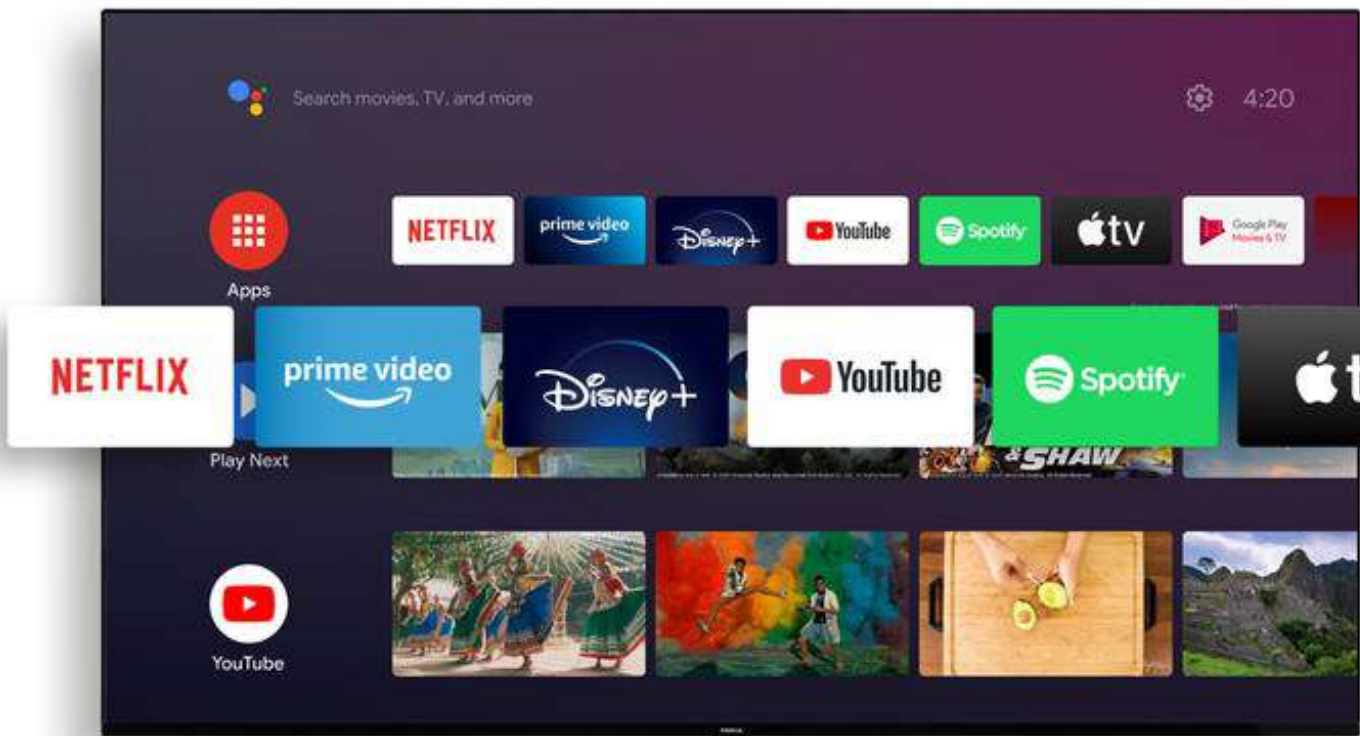 Search movies, TV, and more
4:20
NETFLIX
prime video
Disney+
YouTube
Spotify
tv
Google Play
Movies & TV
Apps
NETFLIX
prime video
Disney+
YouTube
Spotify
t
Play Next
& SHAW
YouTube
NOKIA